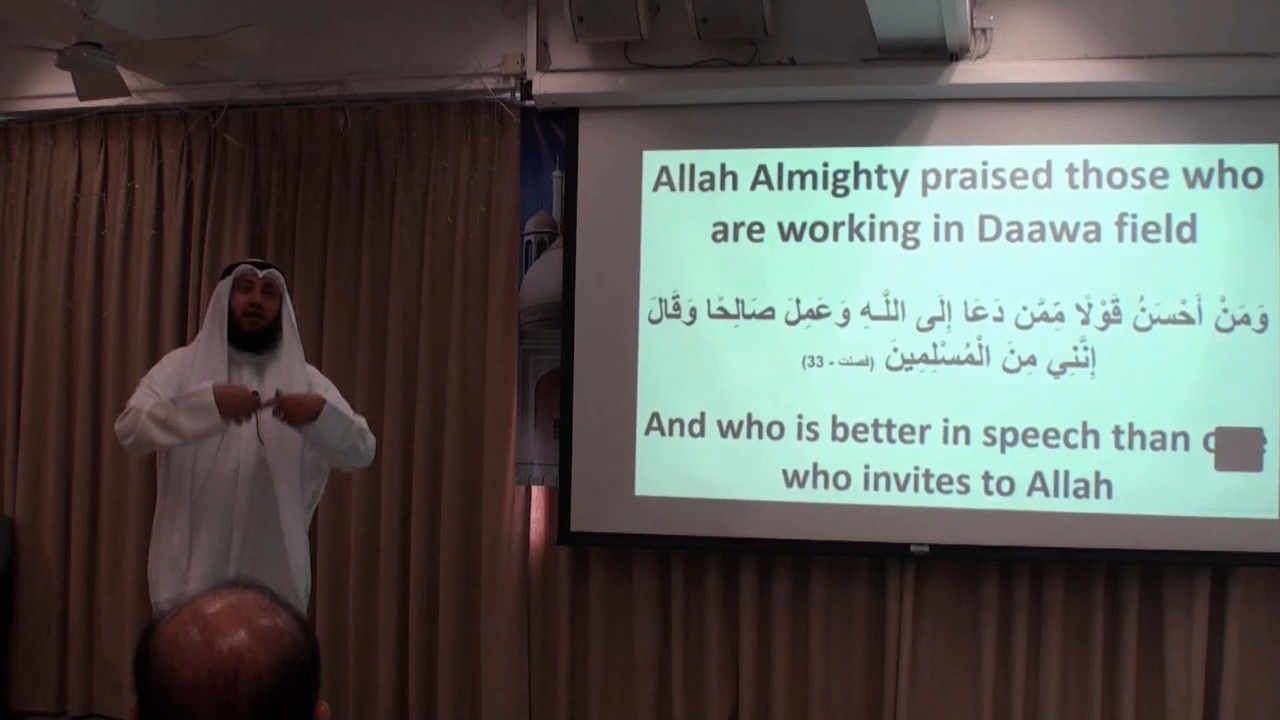 Allah Almighty praised those who
are working in Daawa field
وَمَنْ أَحْسَنُ قَوْلًا مِّمَّن دَعَا إِلَى اللَّـهِ وَعَمِلَ صَالِحًا وَقَالَ
إِنَّنِي مِنَ الْمُسْلِمِينَ (فصلت - 33)
And who is better in speech than
who invites to Allah